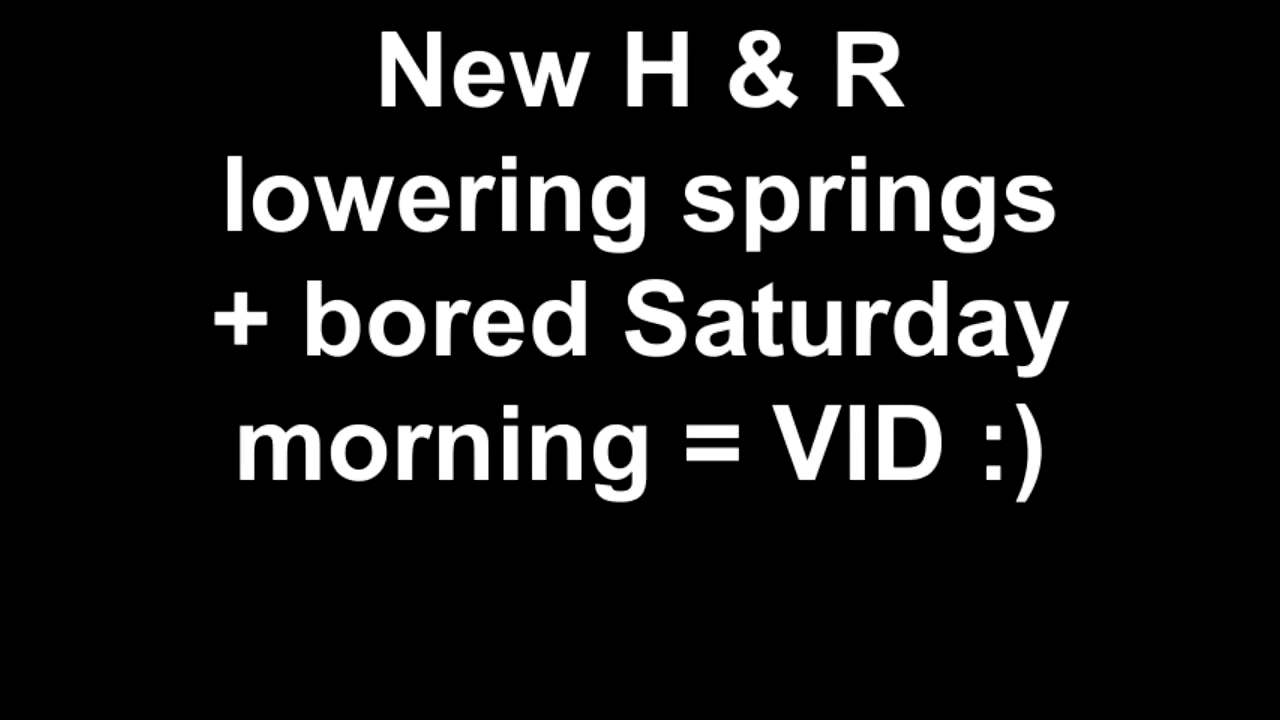 New H & R
lowering springs
+ bored Saturday
morning = VID :)